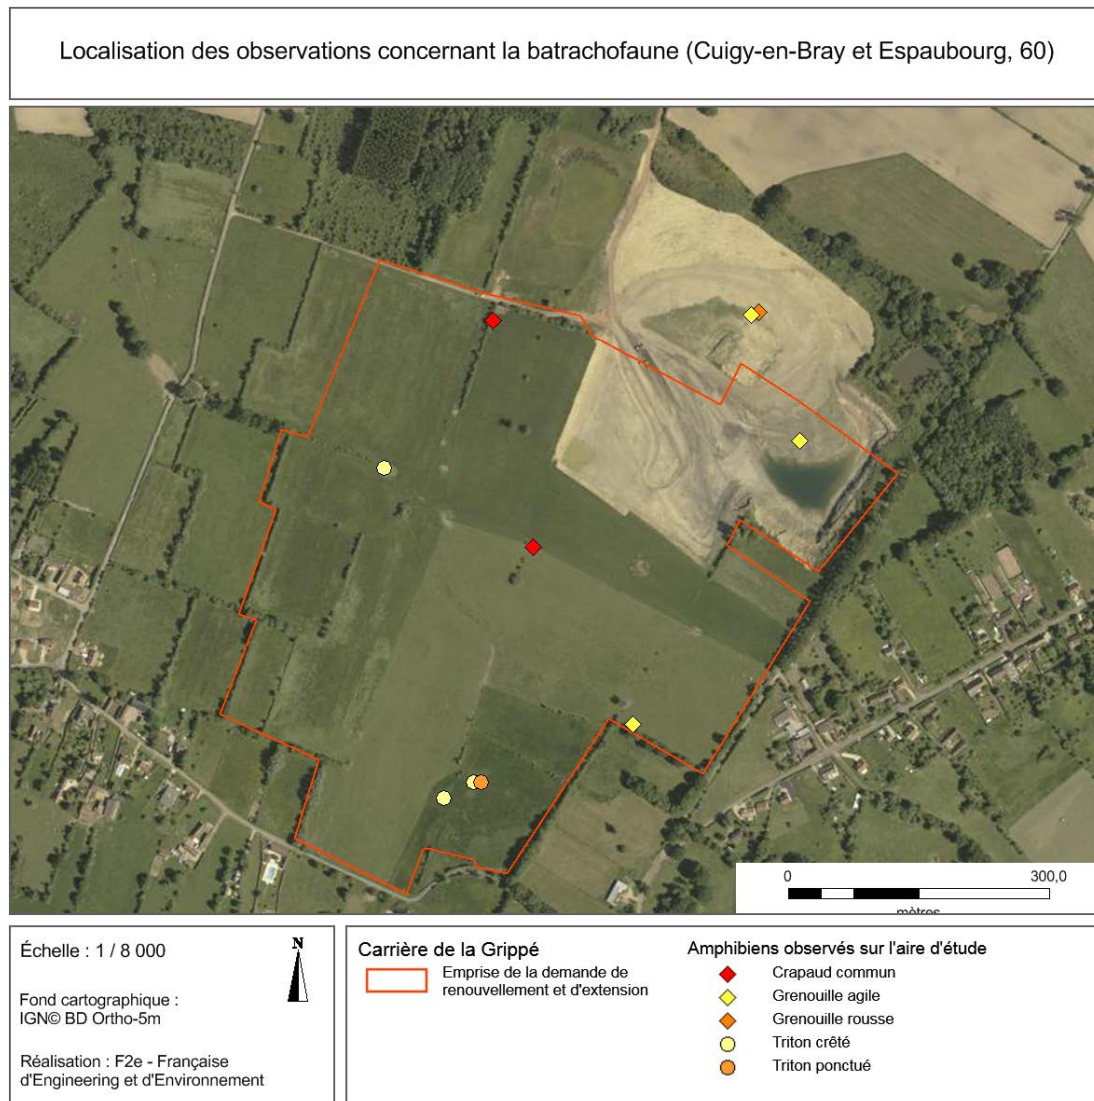 Localisation des observations concernant la batrachofaune (Cuigy-en-Bray et Espaubourg, 60)
0 300,0
mètres
Échelle : 1 / 8 000
N
Fond cartographique :
IGN© BD Ortho-5m
Réalisation : F2e - Française
d'Engineering et d'Environnement
Carrière de la Grippé
Emprise de la demande de
renouvellement et d'extension
Amphibiens observés sur l'aire d'étude
Crapaud commun
Grenouille agile
Grenouille rousse
Triton crêté
Triton ponctué